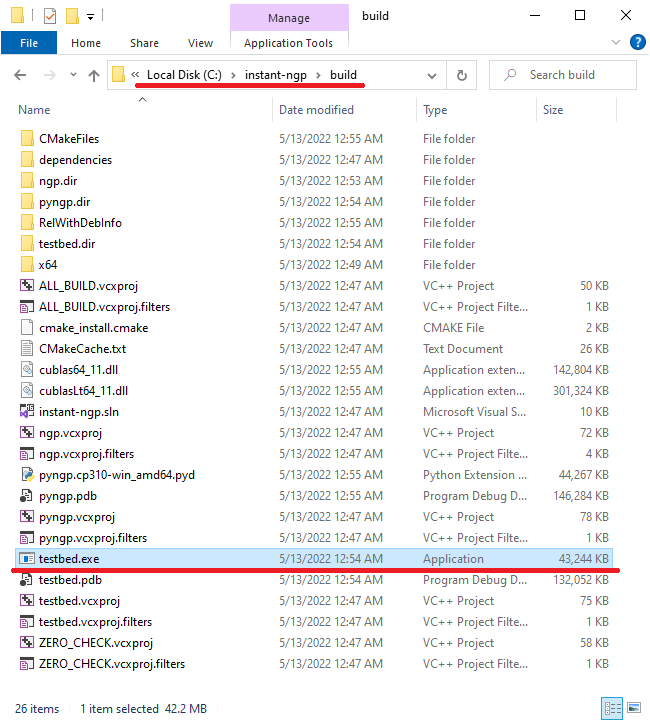 Manage
build
File Home Share View Application Tools
« Local Disk (C:) > instant-ngp > build
Search build
Name Date modified Type Size
CMakeFiles 5/13/2022 12:55 AM File folder
dependencies 5/13/2022 12:47 AM File folder
ngp.dir 5/13/2022 12:53 AM File folder
pyngp.dir 5/13/2022 12:54 AM File folder
RelWithDebInfo 5/13/2022 12:55 AM File folder
testbed.dir 5/13/2022 12:54 AM File folder
x64 5/13/2022 12:49 AM File folder
ALL_BUILD.vcxproj 5/13/2022 12:47 AM VC++ Project 50 KB
ALL_BUILD.vcxproj.filters 5/13/2022 12:47 AM VC++ Project Filte... 1 KB
cmake_install.cmake 5/13/2022 12:47 AM CMAKE File 2 KB
CMakeCache.txt 5/13/2022 12:47 AM Text Document 26 KB
cublas64_11.dll 5/13/2022 12:47 AM Application exten... 142,804 KB
cublasLt64_11.dll 5/13/2022 12:47 AM Application exten... 301,324 KB
instant-ngp.sln 5/13/2022 12:47 AM Microsoft Visual S... 10 KB
ngp.vcxproj 5/13/2022 12:47 AM VC++ Project 72 KB
ngp.vcxproj.filters 5/13/2022 12:47 AM VC++ Project Filte... 4 KB
pyngp.cp310-win_amd64.pyd 5/13/2022 12:54 AM Python Extension ... 44,267 KB
pyngp.pdb 5/13/2022 12:54 AM Program Debug D... 146,284 KB
pyngp.vcxproj 5/13/2022 12:47 AM VC++ Project 78 KB
pyngp.vcxproj.filters 5/13/2022 12:47 AM VC++ Project Filte... 1 KB
testbed.exe 5/13/2022 12:54 AM Application 43,244 KB
testbed.pdb 5/13/2022 12:54 AM Program Debug D... 132,052 KB
testbed.vcxproj 5/13/2022 12:47 AM VC++ Project 75 KB
testbed.vcxproj.filters 5/13/2022 12:47 AM VC++ Project Filte... 1 KB
ZERO_CHECK.vcxproj 5/13/2022 12:47 AM VC++ Project 58 KB
ZERO_CHECK.vcxproj.filters 5/13/2022 12:47 AM VC++ Project Filte... 1 KB
26 items 1 item selected 42.2 MB